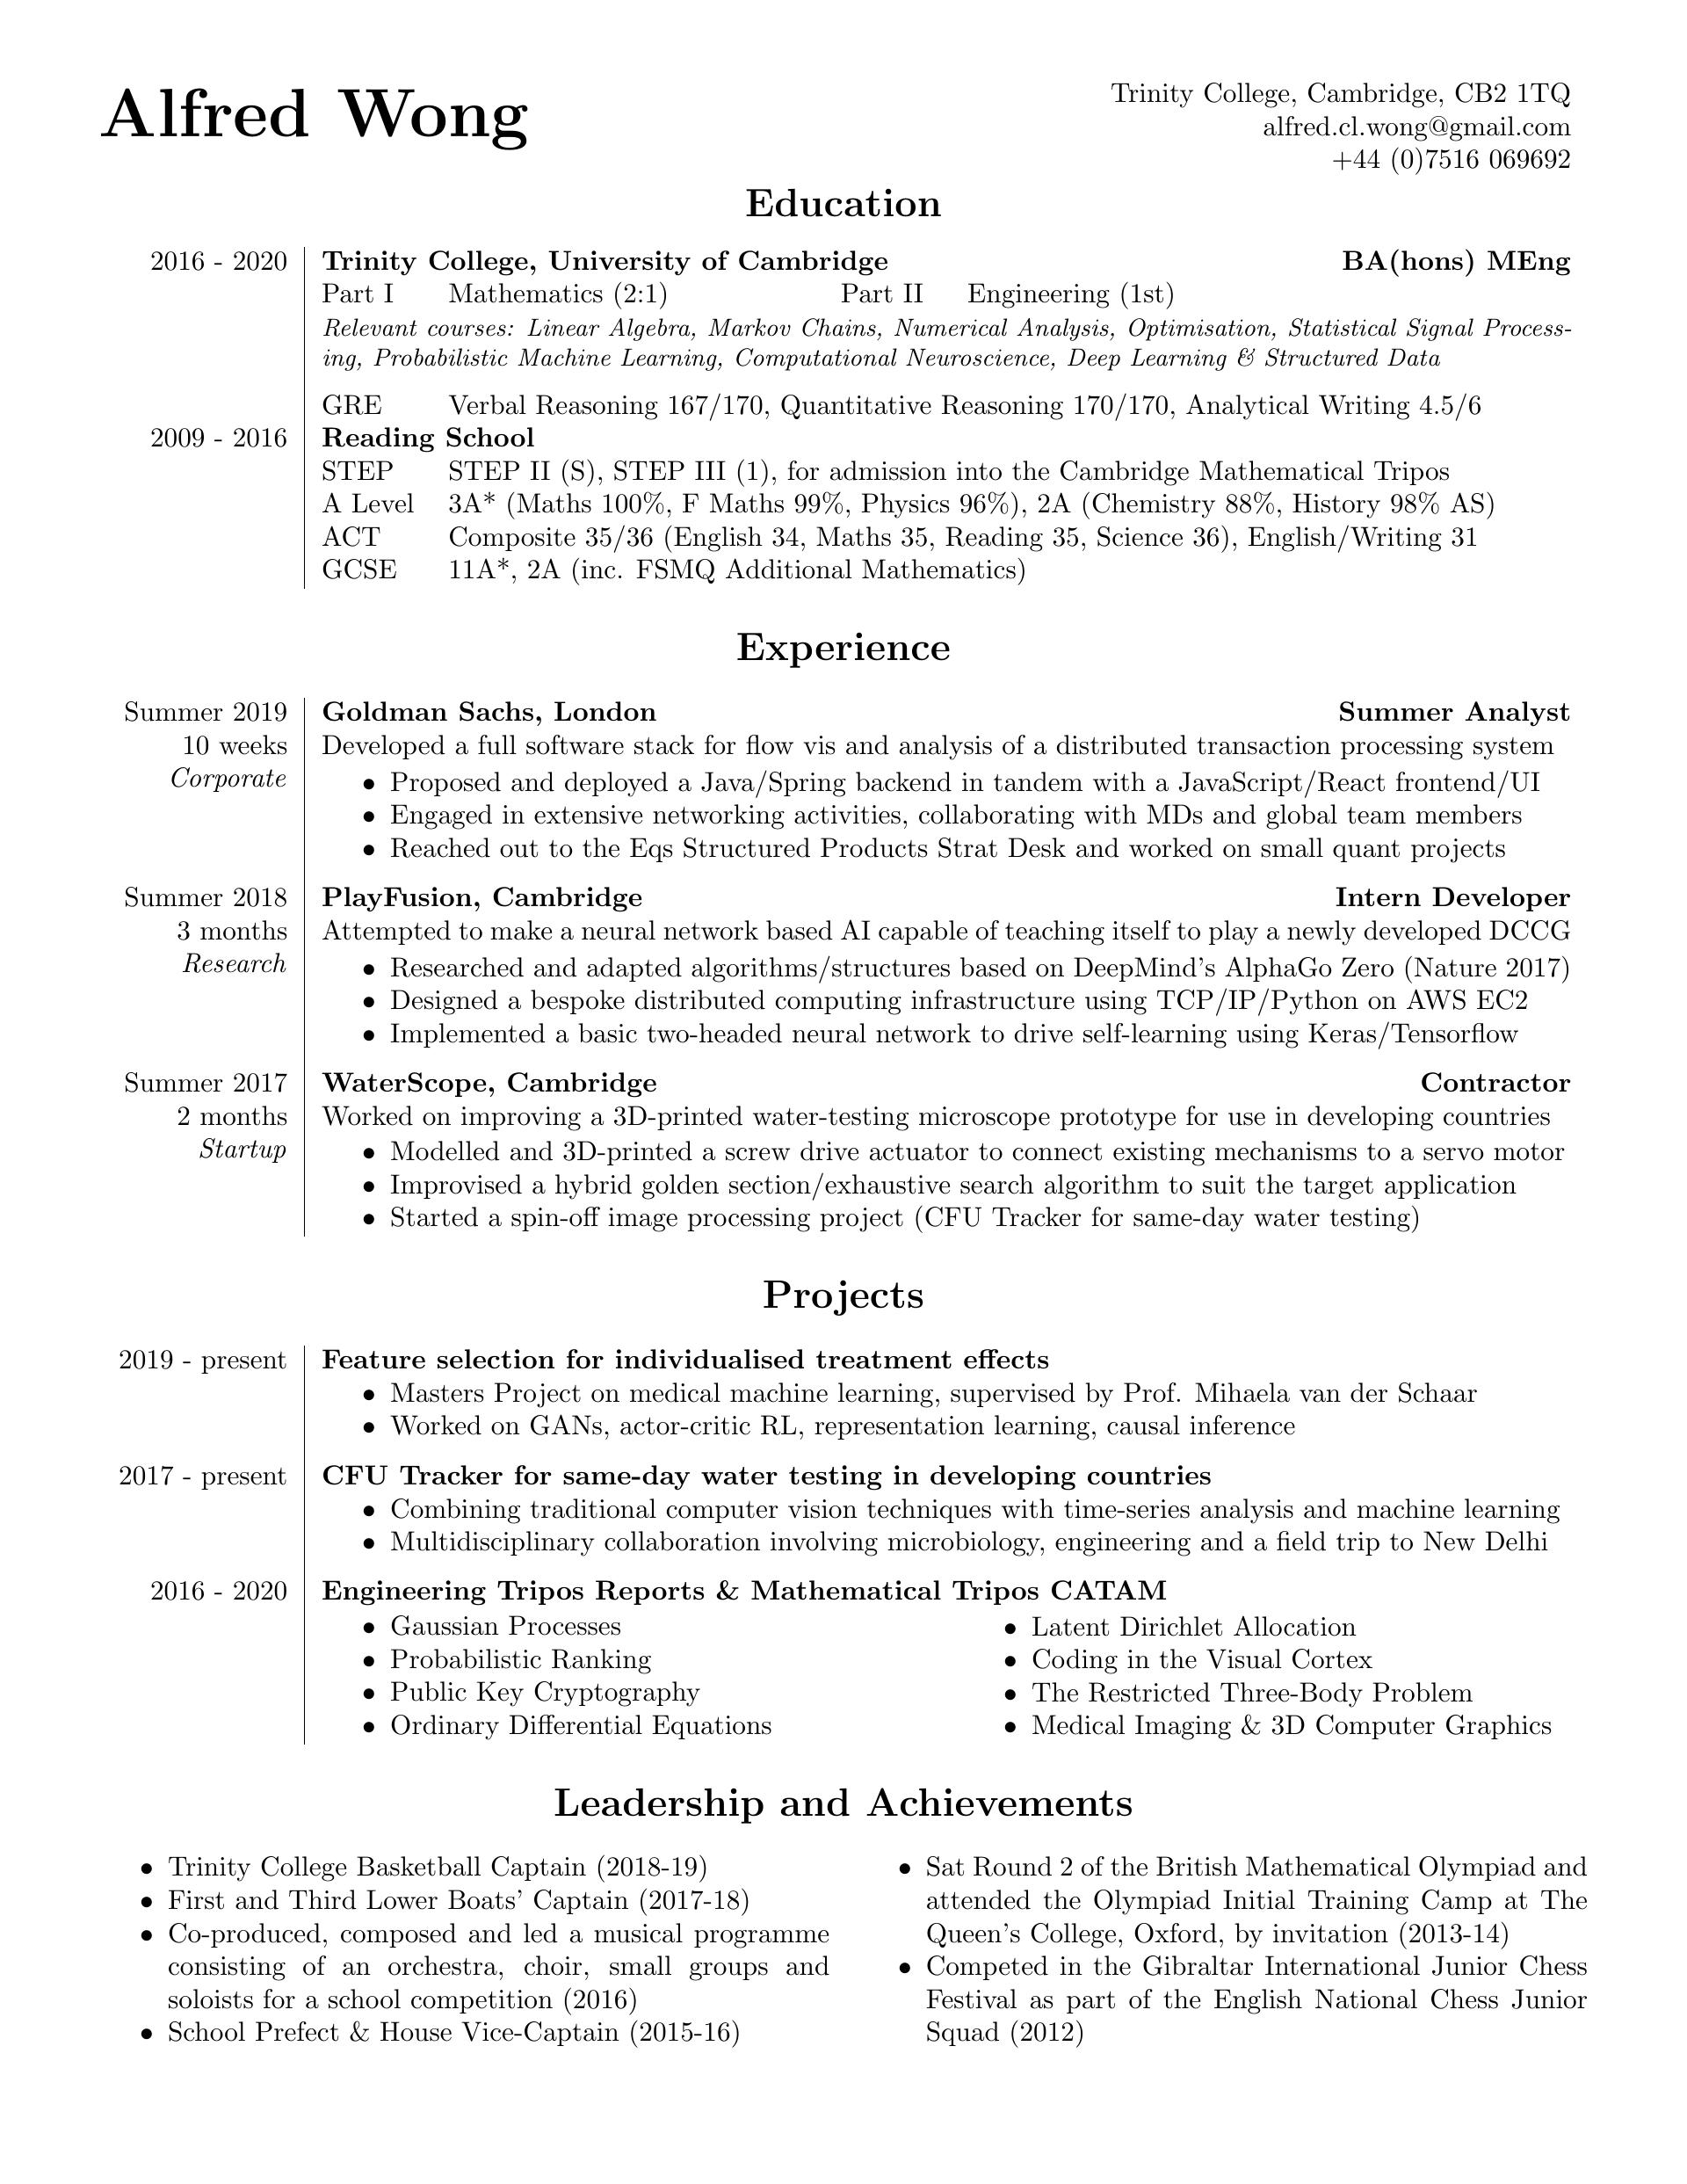 Alfred Wong
Trinity College, Cambridge, CB2 1TQ
alfred.cl.wong@gmail.com
+44 (0)7516 069692
Education
2016 - 2020 Trinity College, University of Cambridge BA(hons) MEng
Part I Mathematics (2:1) Part II Engineering (1st)
Relevant courses: Linear Algebra, Markov Chains, Numerical Analysis, Optimisation, Statistical Signal Process-
ing, Probabilistic Machine Learning, Computational Neuroscience, Deep Learning & Structured Data
GRE Verbal Reasoning 167/170, Quantitative Reasoning 170/170, Analytical Writing 4.5/6
2009 - 2016 Reading School
STEP STEP II (S), STEP III (1), for admission into the Cambridge Mathematical Tripos
A Level 3A* (Maths 100%, F Maths 99%, Physics 96%), 2A (Chemistry 88%, History 98% AS)
ACT Composite 35/36 (English 34, Maths 35, Reading 35, Science 36), English/Writing 31
GCSE 11A*, 2A (inc. FSMQ Additional Mathematics)
Experience
Summer 2019 Goldman Sachs, London Summer Analyst
10 weeks Developed a full software stack for flow vis and analysis of a distributed transaction processing system
Corporate • Proposed and deployed a Java/Spring backend in tandem with a JavaScript/React frontend/UI
• Engaged in extensive networking activities, collaborating with MDs and global team members
• Reached out to the Eqs Structured Products Strat Desk and worked on small quant projects
Summer 2018 PlayFusion, Cambridge Intern Developer
3 months Attempted to make a neural network based AI capable of teaching itself to play a newly developed DCCG
Research • Researched and adapted algorithms/structures based on DeepMind's AlphaGo Zero (Nature 2017)
• Designed a bespoke distributed computing infrastructure using TCP/IP/Python on AWS EC2
• Implemented a basic two-headed neural network to drive self-learning using Keras/Tensorflow
Summer 2017 WaterScope, Cambridge Contractor
2 months Worked on improving a 3D-printed water-testing microscope prototype for use in developing countries
Startup • Modelled and 3D-printed a screw drive actuator to connect existing mechanisms to a servo motor
• Improvised a hybrid golden section/exhaustive search algorithm to suit the target application
• Started a spin-off image processing project (CFU Tracker for same-day water testing)
Projects
2019 - present Feature selection for individualised treatment effects
• Masters Project on medical machine learning, supervised by Prof. Mihaela van der Schaar
• Worked on GANs, actor-critic RL, representation learning, causal inference
2017 - present CFU Tracker for same-day water testing in developing countries
• Combining traditional computer vision techniques with time-series analysis and machine learning
• Multidisciplinary collaboration involving microbiology, engineering and a field trip to New Delhi
2016 - 2020 Engineering Tripos Reports & Mathematical Tripos CATAM
• Gaussian Processes
• Probabilistic Ranking
• Public Key Cryptography
• Ordinary Differential Equations
• Latent Dirichlet Allocation
• Coding in the Visual Cortex
• The Restricted Three-Body Problem
• Medical Imaging & 3D Computer Graphics
Leadership and Achievements
• Trinity College Basketball Captain (2018-19)
• First and Third Lower Boats' Captain (2017-18)
• Co-produced, composed and led a musical programme
consisting of an orchestra, choir, small groups and
soloists for a school competition (2016)
• School Prefect & House Vice-Captain (2015-16)
• Sat Round 2 of the British Mathematical Olympiad and
attended the Olympiad Initial Training Camp at The
Queen's College, Oxford, by invitation (2013-14)
• Competed in the Gibraltar International Junior Chess
Festival as part of the English National Chess Junior
Squad (2012)